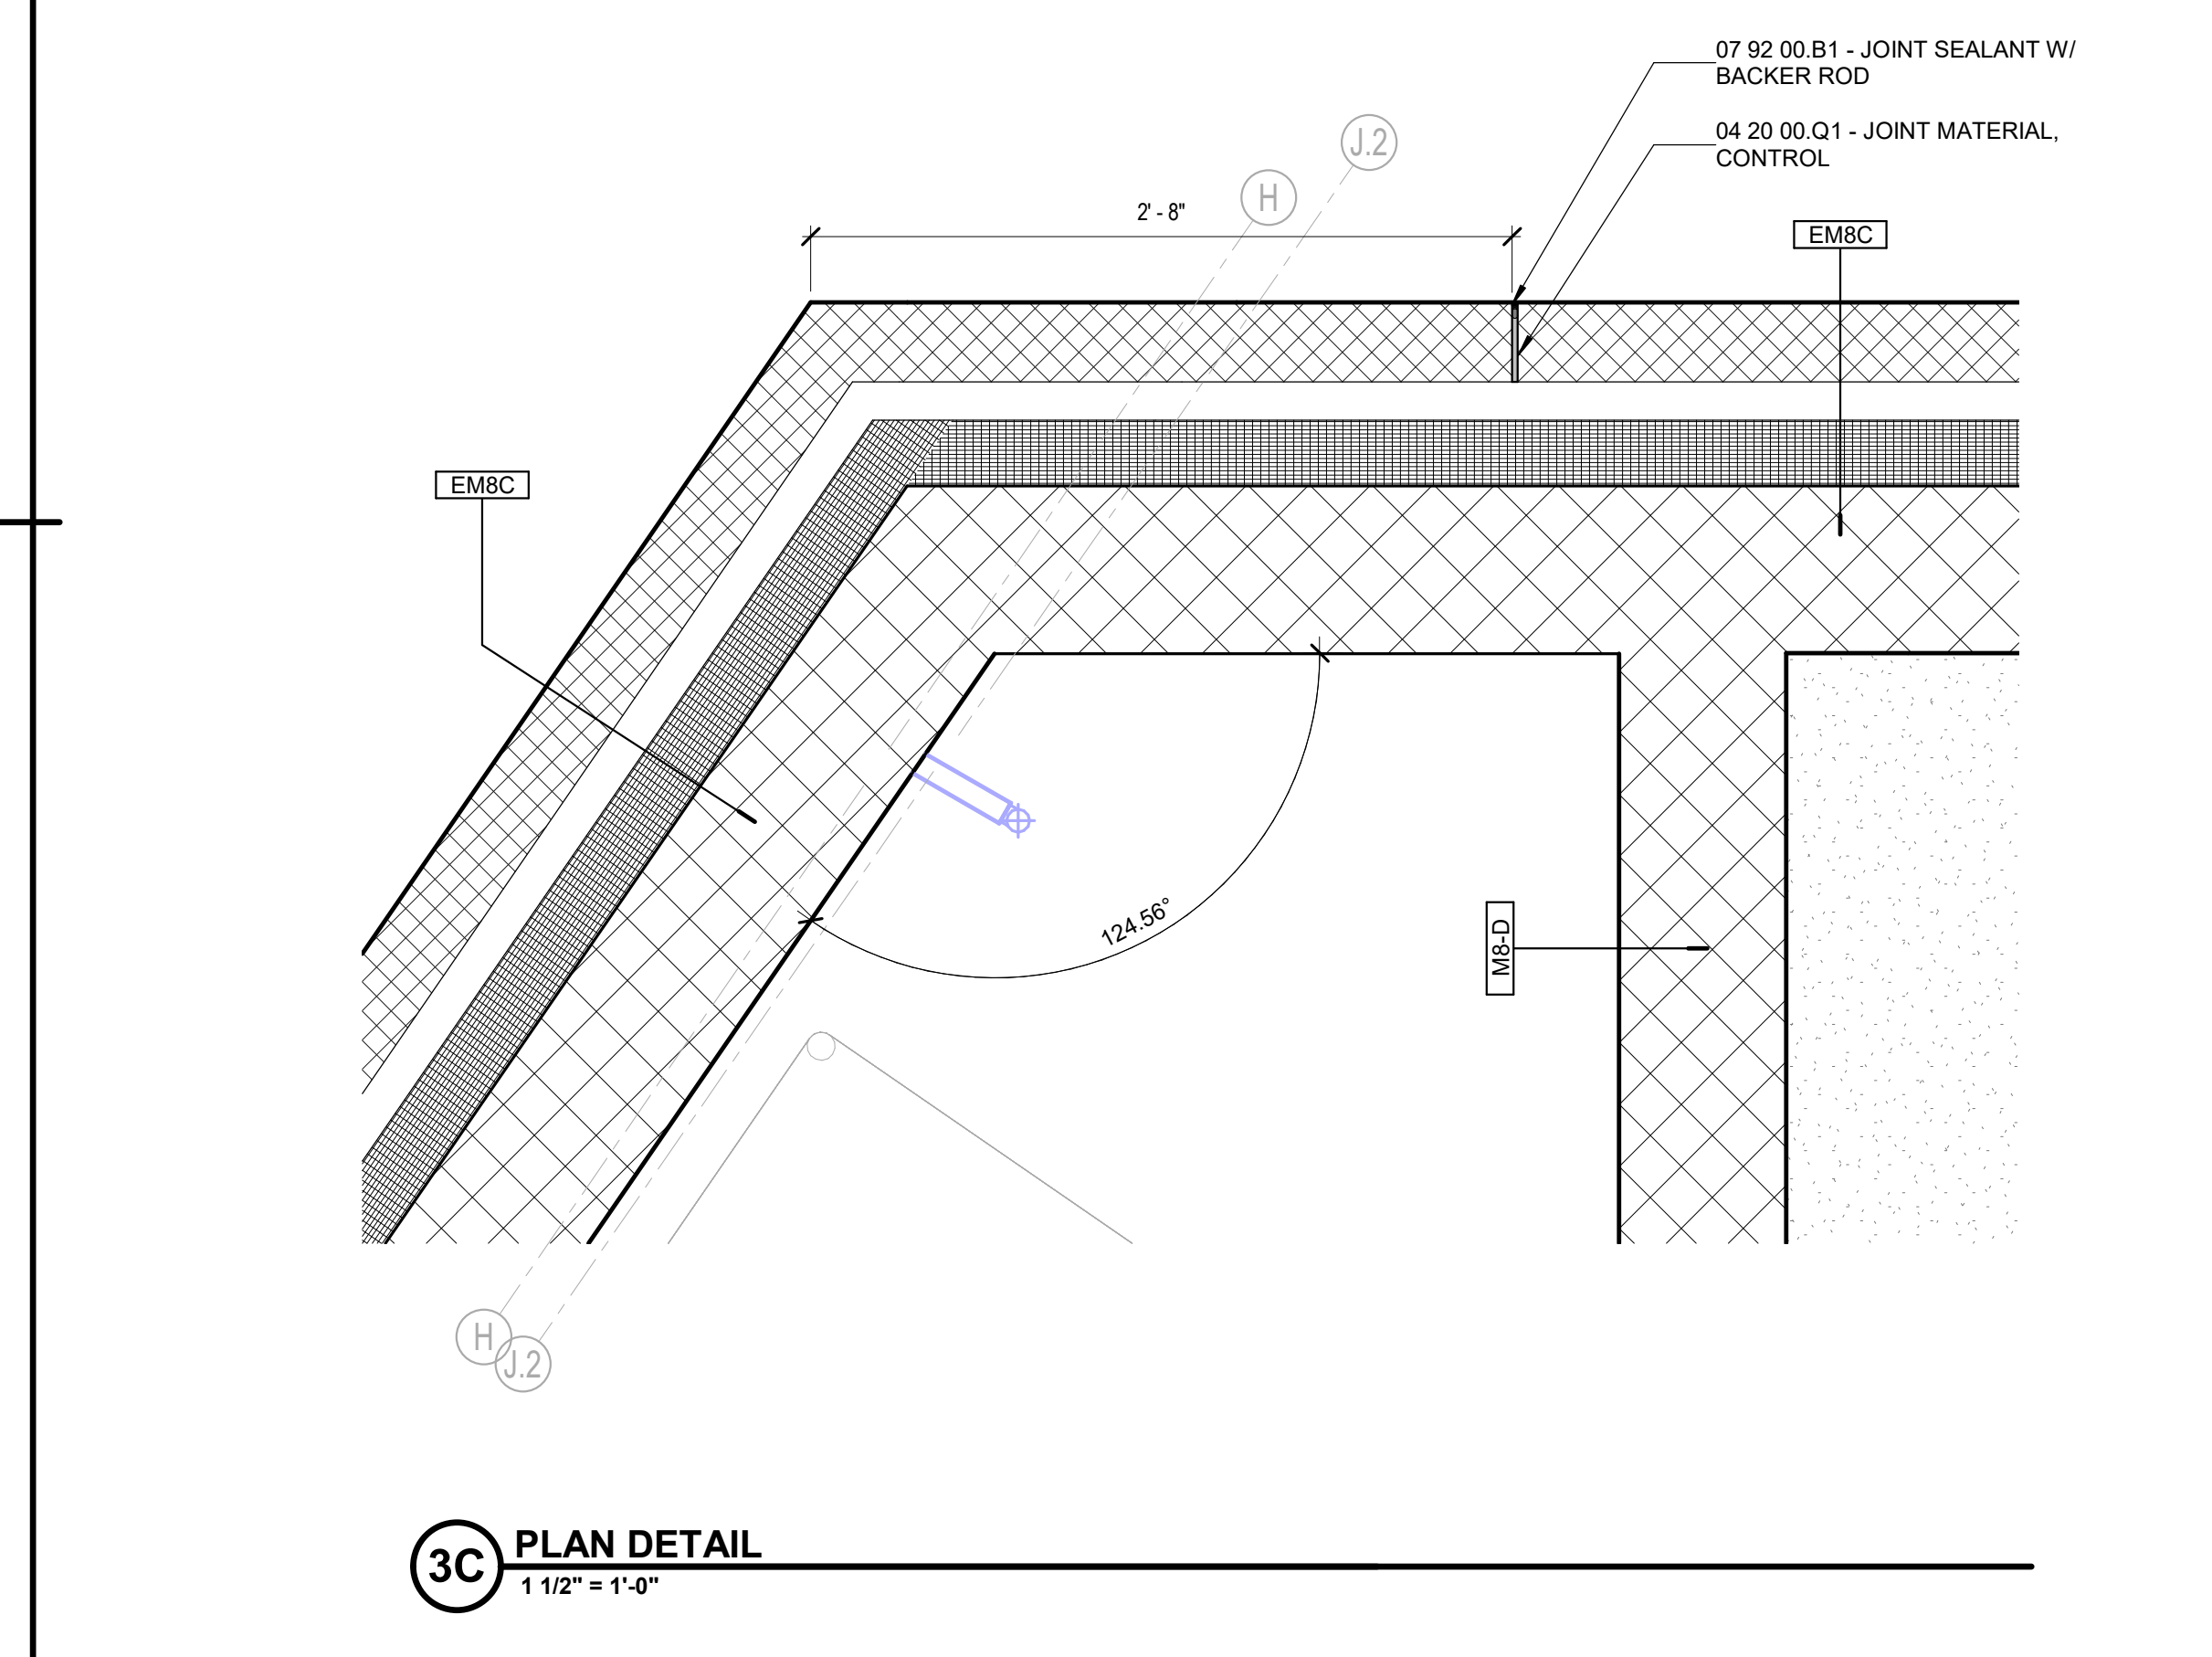 07 92 00.B1 - JOINT SEALANT W/
BACKER ROD
04 20 00.Q1 - JOINT MATERIAL,
CONTROL
J.2
H
2' - 8"
EM8C
EM8C
124.56°
M8-D
H
J.2
3C
PLAN DETAIL
1 1/2" = 1'-0"